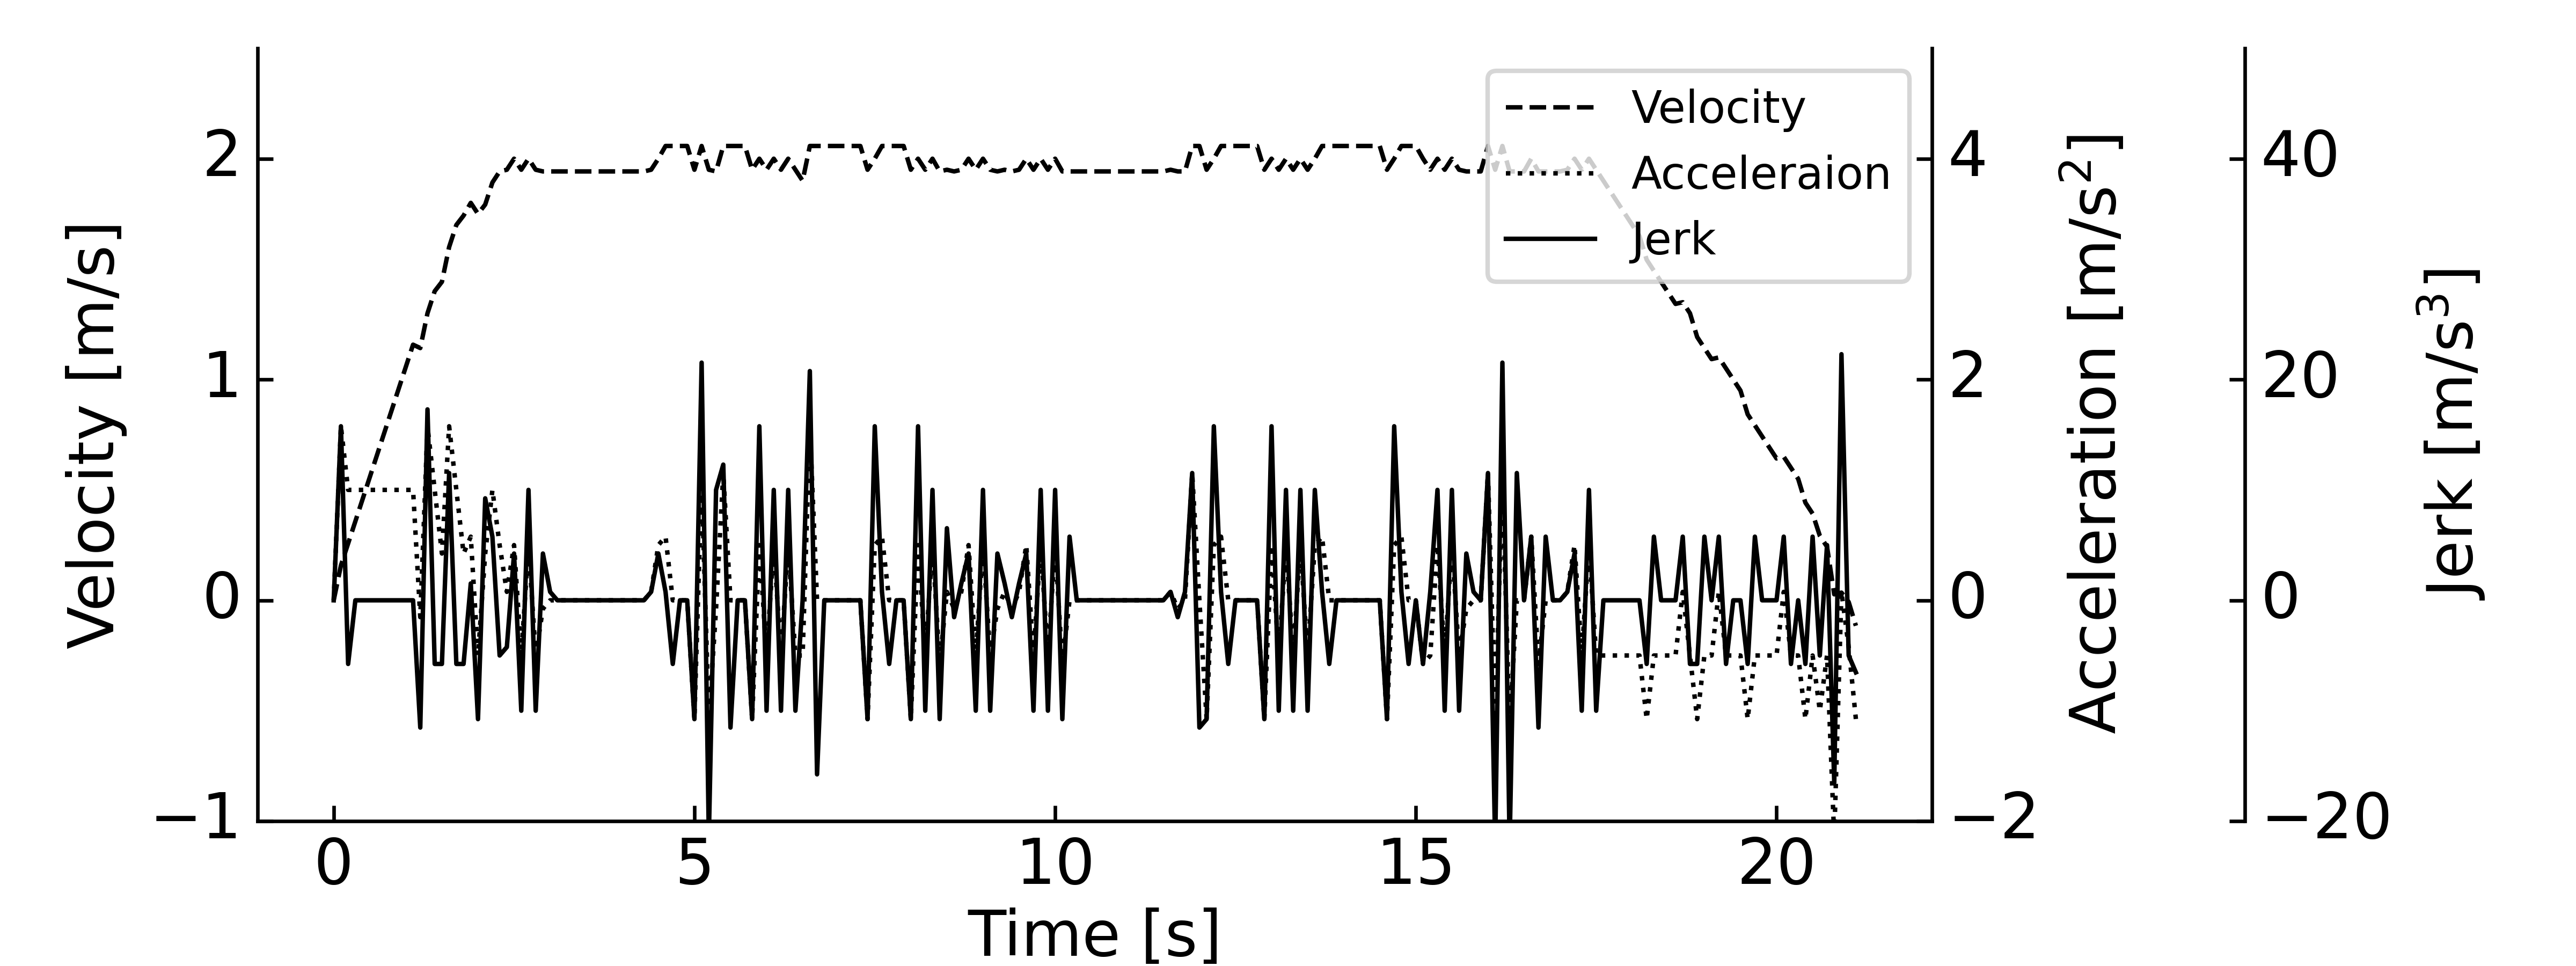 Velocity [m/s]
2
1
0
−1
0 5 10 15 20
Time [s]
Velocity
Acceleraion
Jerk
4
2
0
−2
Acceleration [m/s²]
40
20
0
−20
Jerk [m/s³]